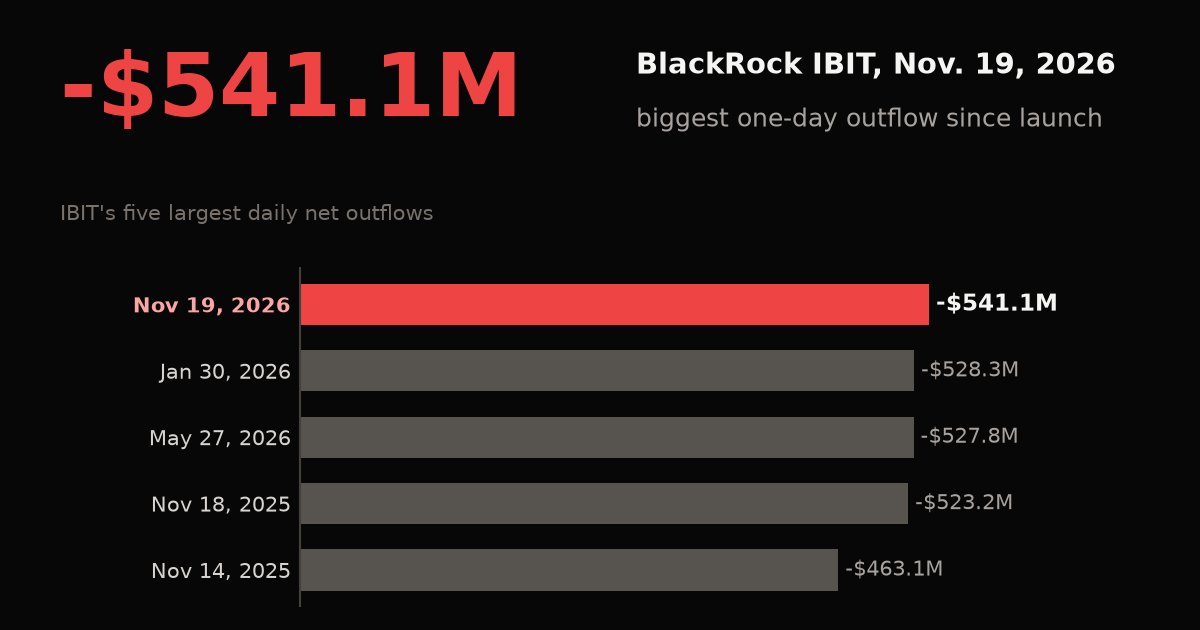 -$541.1M
BlackRock IBIT, Nov. 19, 2026
biggest one-day outflow since launch
IBIT's five largest daily net outflows
Nov 19, 2026 -$541.1M
Jan 30, 2026 -$528.3M
May 27, 2026 -$527.8M
Nov 18, 2025 -$523.2M
Nov 14, 2025 -$463.1M